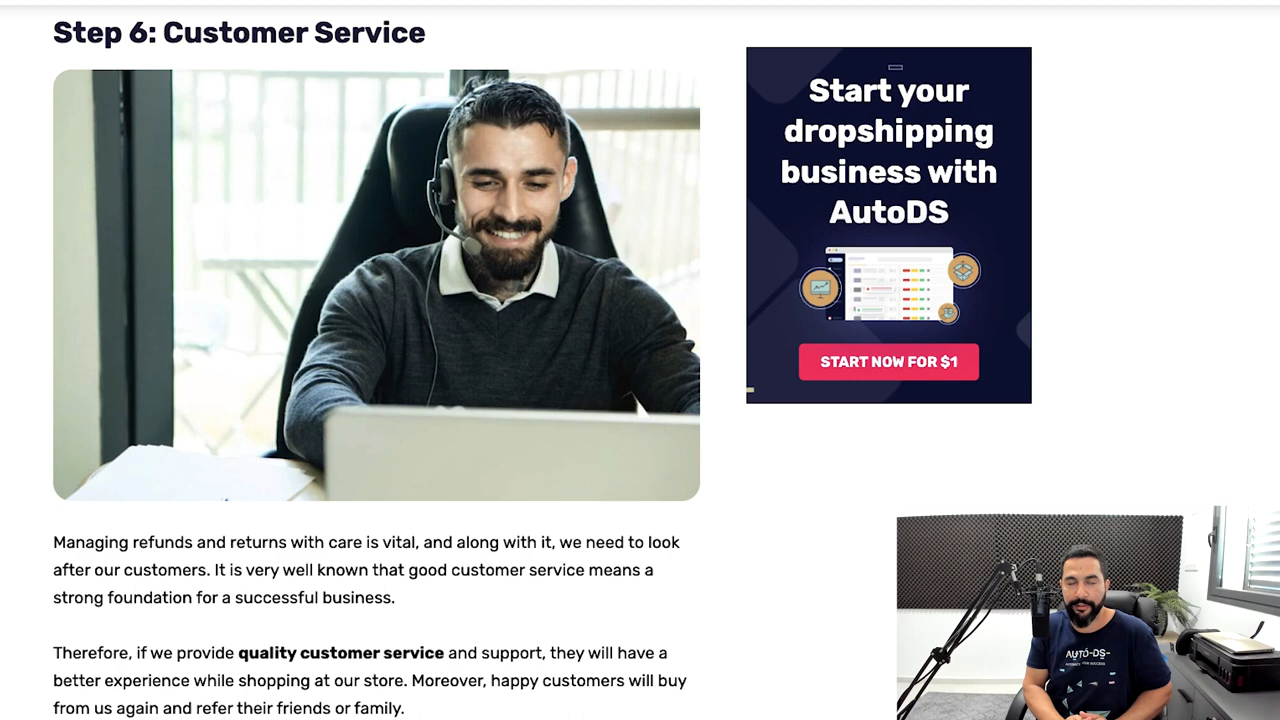 Step 6: Customer Service
Start your
dropshipping
business with
AutoDS
START NOW FOR $1
Managing refunds and returns with care is vital, and along with it, we need to look
after our customers. It is very well known that good customer service means a
strong foundation for a successful business.
Therefore, if we provide quality customer service and support, they will have a
better experience while shopping at our store. Moreover, happy customers will buy
from us again and refer their friends or family.
AUTO-DS-